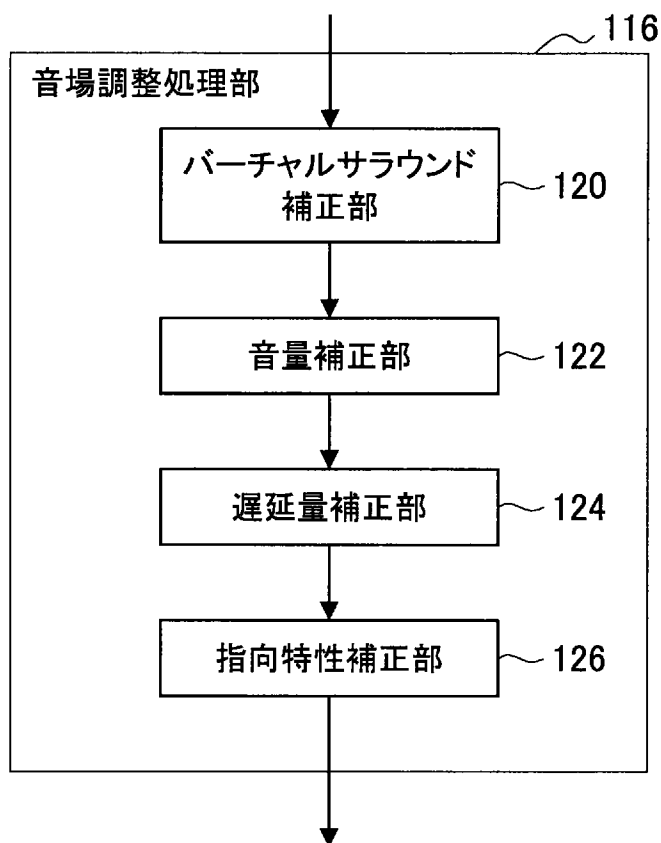 116
音場調整処理部
バーチャルサラウンド
補正部
120
音量補正部
122
遅延量補正部
124
指向特性補正部
126